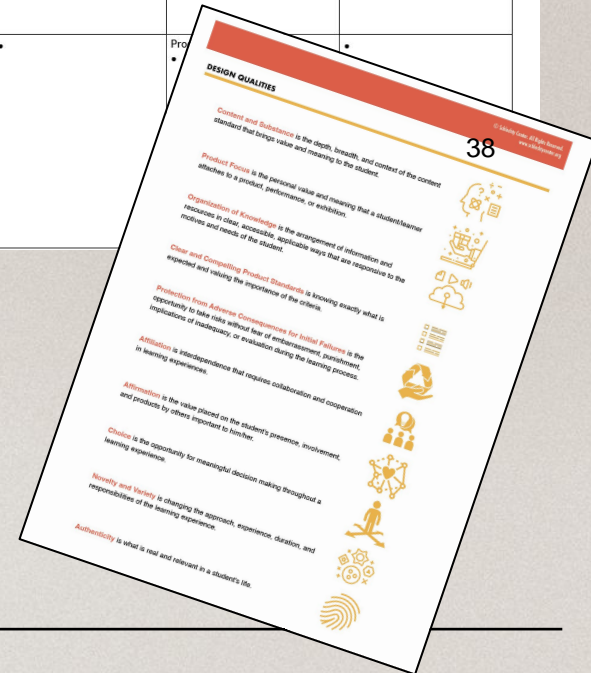 Pro
•
•
•
© Schlechty Center. All Rights Reserved.
www.schlechtycenter.org
DESIGN QUALITIES
38
Content and Substance is the depth, breadth, and context of the content
standard that brings value and meaning to the student.
Product Focus is the personal value and meaning that a student/learner
attaches to a product, performance, or exhibition.
Organization of Knowledge is the arrangement of information and
resources in clear, accessible, applicable ways that are responsive to the
motives and needs of the student.
Clear and Compelling Product Standards is knowing exactly what is
expected and valuing the importance of the criteria.
Protection from Adverse Consequences for Initial Failures is the
opportunity to take risks without fear of embarrassment, punishment,
implications of inadequacy, or evaluation during the learning process.
Affiliation is interdependence that requires collaboration and cooperation
in learning experiences.
Affirmation is the value placed on the student's presence, involvement,
and products by others important to him/her.
Choice is the opportunity for meaningful decision making throughout a
learning experience.
Novelty and Variety is changing the approach, experience, duration, and
responsibilities of the learning experience.
Authenticity is what is real and relevant in a student's life.